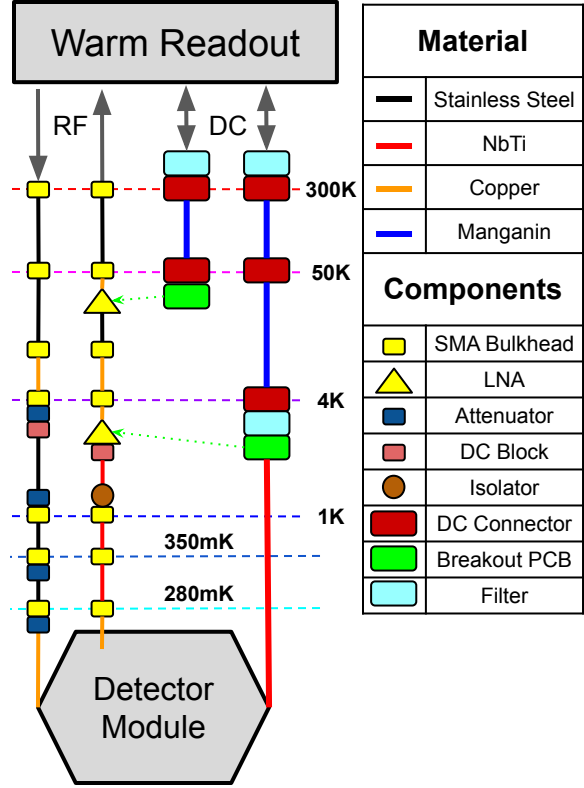 Warm Readout
RF
DC
300K
50K
4K
1K
350mK
280mK
Detector
Module
Material
Stainless Steel
NbTi
Copper
Manganin
Components
SMA Bulkhead
LNA
Attenuator
DC Block
Isolator
DC Connector
Breakout PCB
Filter